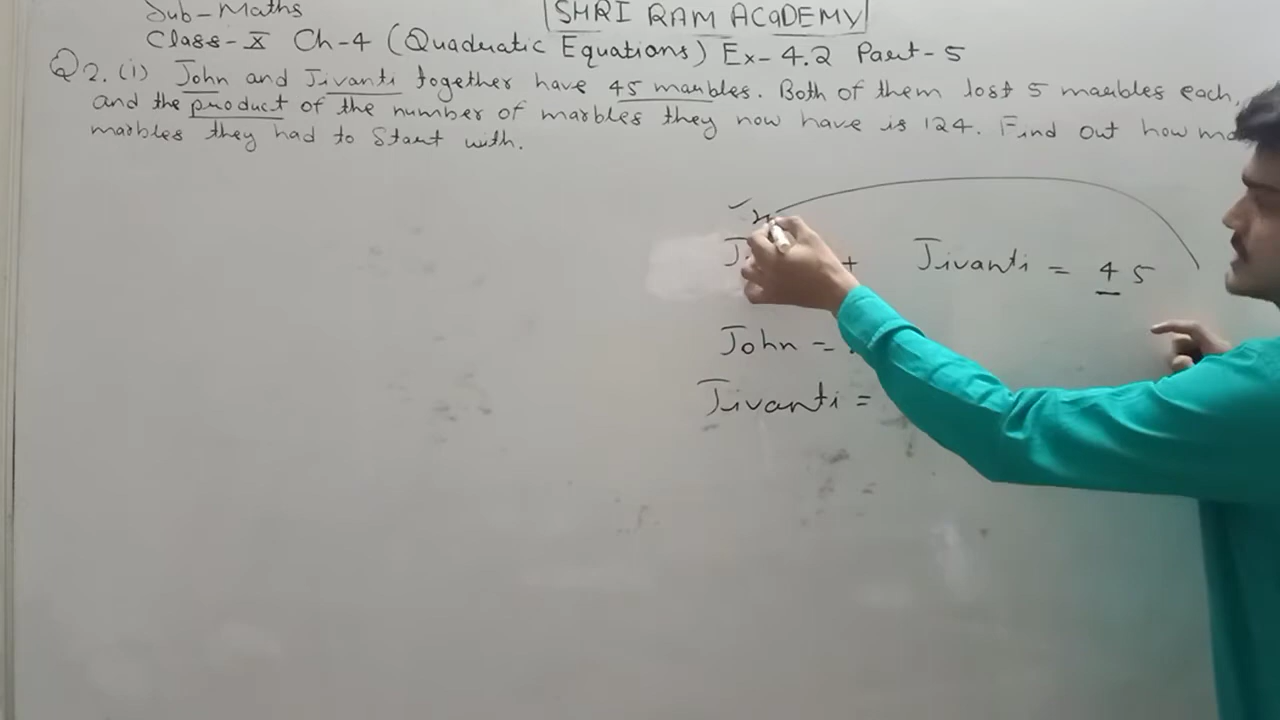 Sub-Maths
SHRI RAM ACADEMY
Class-X Ch-4 (Quadratic Equations) Ex-4.2 Part-5
Q2. (i) John and Jivanti together have 45 marbles. Both of them lost 5 marbles each,
and the product of the number of marbles they now have is 124. Find out how
marbles they had to Start with.
+ Jivanti = 45
John =
Jivanti =